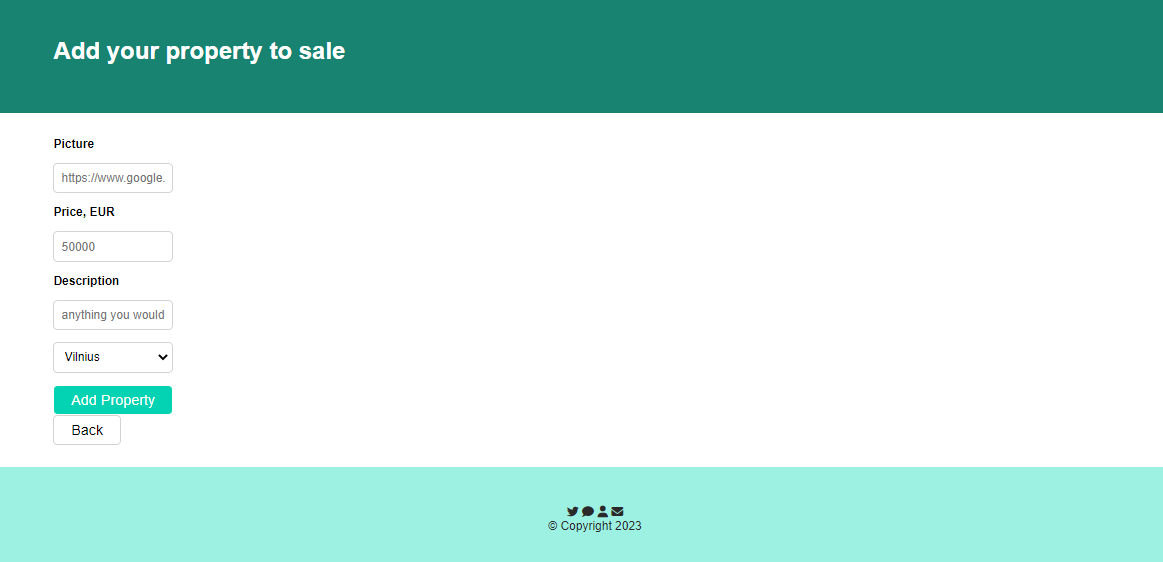 Add your property to sale
Picture
https://www.google.
Price, EUR
50000
Description
anything you would
Vilnius
Add Property
Back
© Copyright 2023